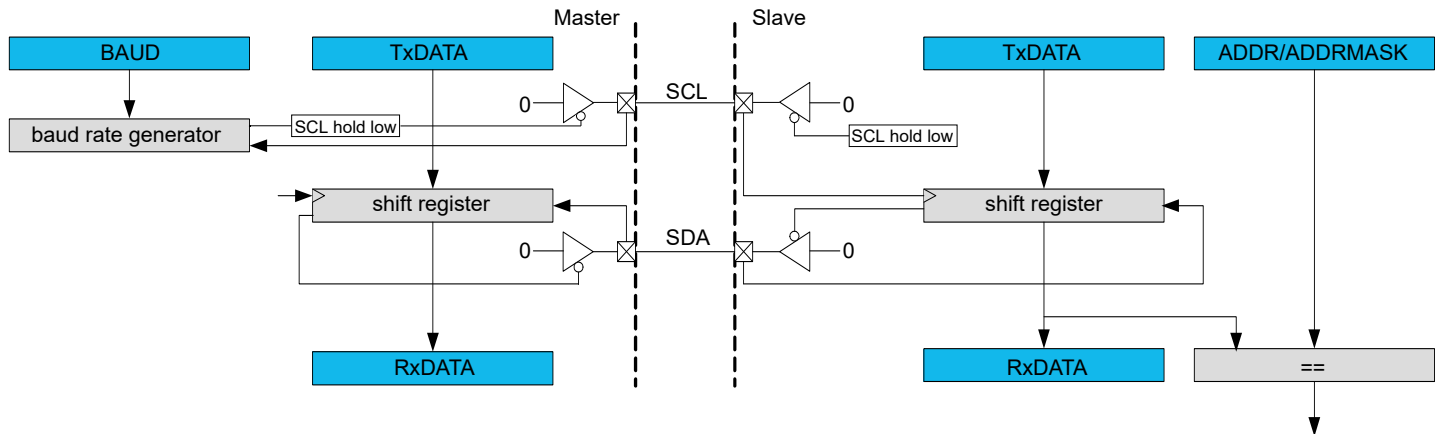 Master
Slave
BAUD
TxDATA
TxDATA
ADDR/ADDRMASK
0
SCL
0
baud rate generator
SCL hold low
SCL hold low
shift register
shift register
0
SDA
0
RxDATA
RxDATA
==